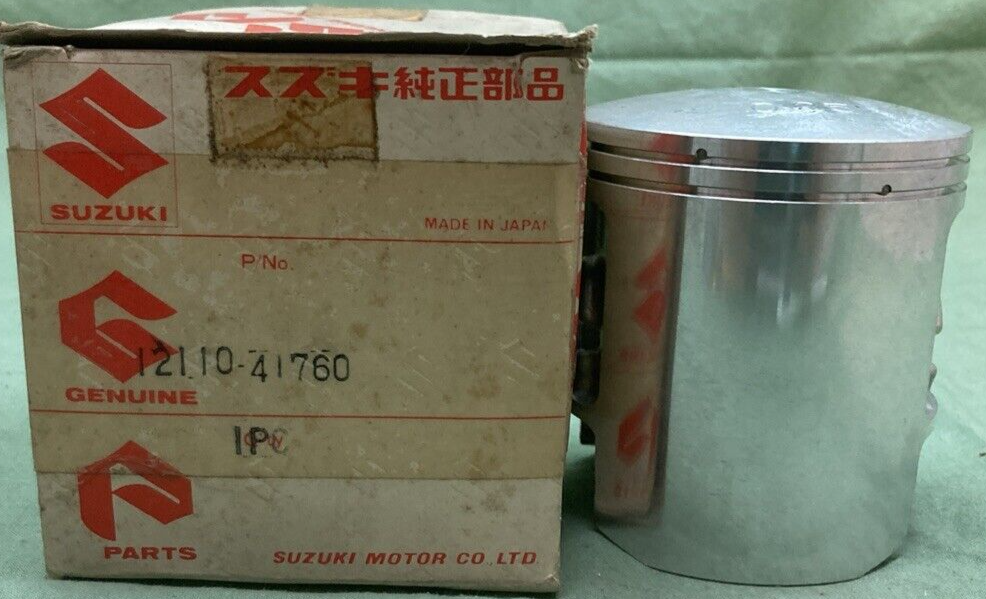 スズキ純正部品
SUZUKI
MADE IN JAPAN
P/No.
12110-41760
GENUINE
1PC
PARTS
SUZUKI MOTOR CO.,LTD.